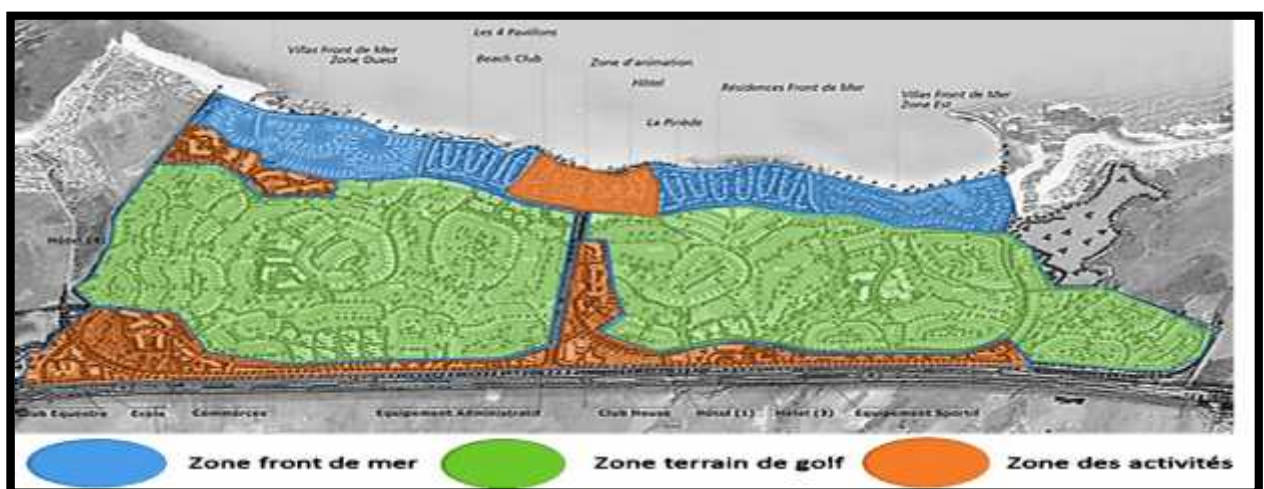 Les 4 Pavillons
Villas Front de Mer
Zone Ouest
Beach Club
Zone d'animation
Hôtel
Résidences Front de Mer
Villas Front de Mer
Zone Est
La Pinède
Hôtel (4)
Club Equestre
Ecole
Commerces
Equipement Administratif
Club House
Hôtel (1)
Hôtel (3)
Equipement Sportif
Zone front de mer
Zone terrain de golf
Zone des activités